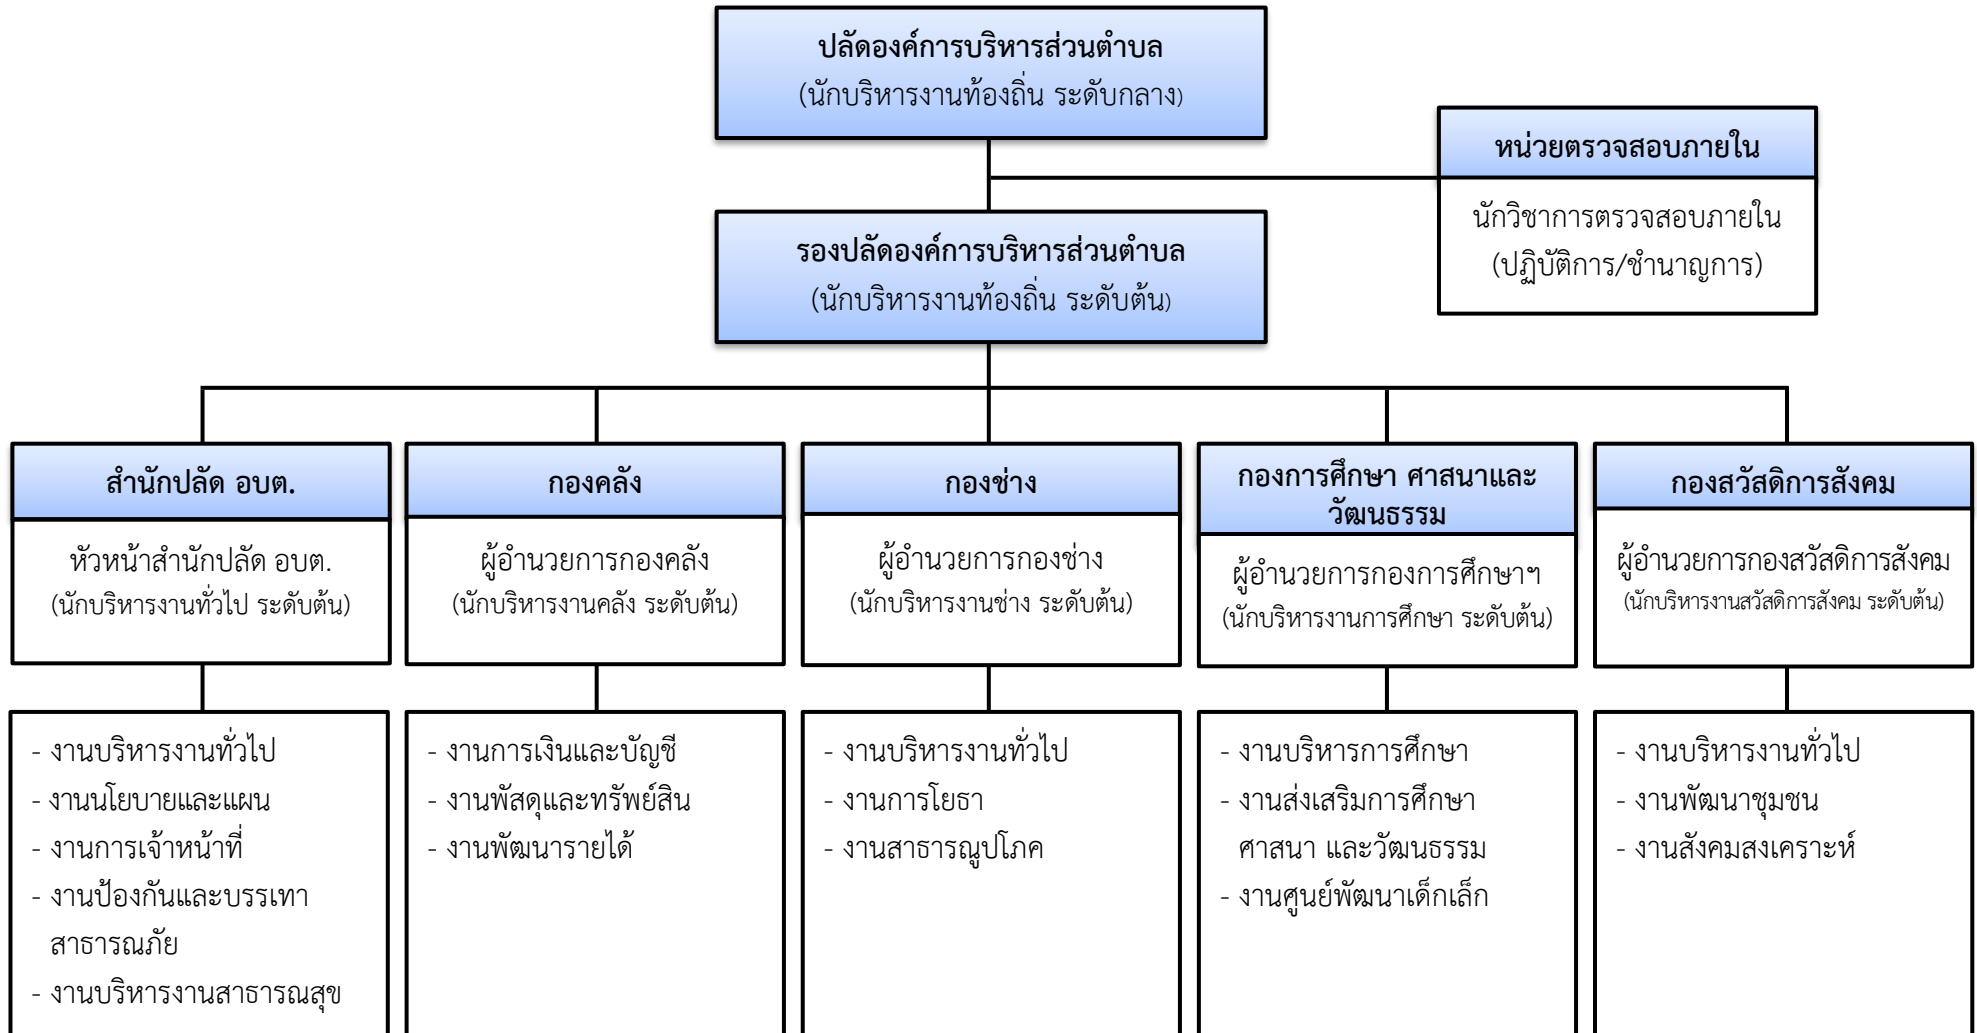 ปลัดองค์การบริหารส่วนตำบล
(นักบริหารงานท้องถิ่น ระดับกลาง)
หน่วยตรวจสอบภายใน
นักวิชาการตรวจสอบภายใน
(ปฏิบัติการ/ชำนาญการ)
รองปลัดองค์การบริหารส่วนตำบล
(นักบริหารงานท้องถิ่น ระดับต้น)
สำนักปลัด อบต.
หัวหน้าสำนักปลัด อบต.
(นักบริหารงานทั่วไป ระดับต้น)
- งานบริหารงานทั่วไป
- งานนโยบายและแผน
- งานการเจ้าหน้าที่
- งานป้องกันและบรรเทา
สาธารณภัย
- งานบริหารงานสาธารณสุข
กองคลัง
ผู้อำนวยการกองคลัง
(นักบริหารงานคลัง ระดับต้น)
- งานการเงินและบัญชี
- งานพัสดุและทรัพย์สิน
- งานพัฒนารายได้
กองช่าง
ผู้อำนวยการกองช่าง
(นักบริหารงานช่าง ระดับต้น)
- งานบริหารงานทั่วไป
- งานการโยธา
- งานสาธารณูปโภค
กองการศึกษา ศาสนาและ
วัฒนธรรม
ผู้อำนวยการกองการศึกษาฯ
(นักบริหารงานการศึกษา ระดับต้น)
- งานบริหารการศึกษา
- งานส่งเสริมการศึกษา
ศาสนา และวัฒนธรรม
- งานศูนย์พัฒนาเด็กเล็ก
กองสวัสดิการสังคม
ผู้อำนวยการกองสวัสดิการสังคม
(นักบริหารงานสวัสดิการสังคม ระดับต้น)
- งานบริหารงานทั่วไป
- งานพัฒนาชุมชน
- งานสังคมสงเคราะห์